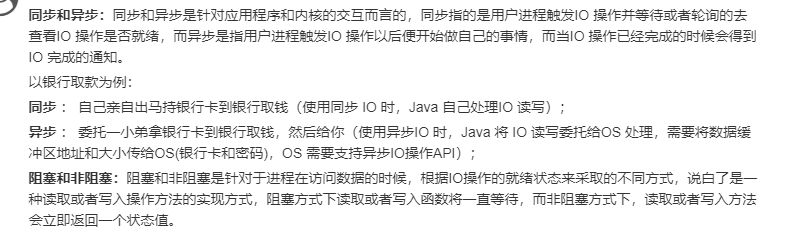 同步和异步：同步和异步是针对应用程序和内核的交互而言的，同步指的是用户进程触发IO 操作并等待或者轮询的去
查看IO 操作是否就绪，而异步是指用户进程触发IO 操作以后便开始做自己的事情，而当IO 操作已经完成的时候会得到
IO 完成的通知。
以银行取款为例：
同步 ： 自己亲自出马持银行卡到银行取钱（使用同步 IO 时，Java 自己处理IO 读写）；
异步 ： 委托一小弟拿银行卡到银行取钱，然后给你（使用异步IO 时，Java 将 IO 读写委托给OS 处理，需要将数据缓
冲区地址和大小传给OS(银行卡和密码)，OS 需要支持异步IO操作API）；
阻塞和非阻塞：阻塞和非阻塞是针对于进程在访问数据的时候，根据IO操作的就绪状态来采取的不同方式，说白了是一
种读取或者写入操作方法的实现方式，阻塞方式下读取或者写入函数将一直等待，而非阻塞方式下，读取或者写入方法
会立即返回一个状态值。